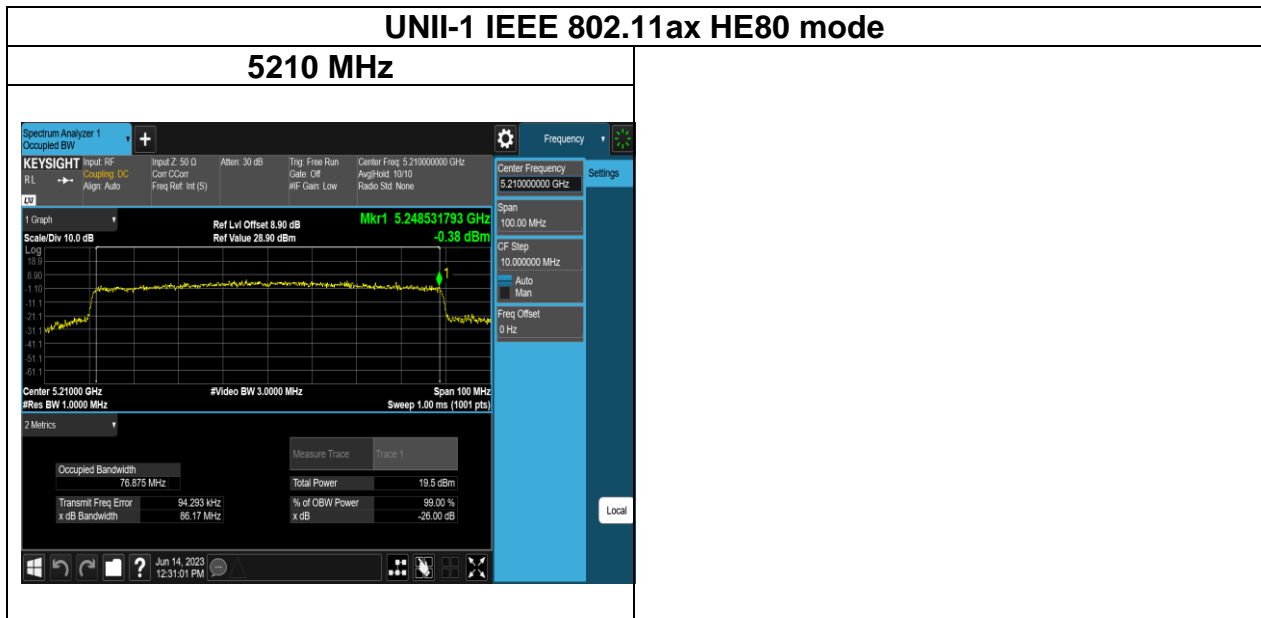 UNII-1 IEEE 802.11ax HE80 mode
5210 MHz
Spectrum Analyzer 1
Occupied BW
+
Frequency
KEYSIGHT
RL
LXI
Input: RF
Coupling: DC
Align: Auto
Input Z: 50 Ω
Corr CCorr
Freq Ref: Int (S)
Atten: 30 dB
Trig: Free Run
Gate: Off
#IF Gain: Low
Center Freq: 5.210000000 GHz
Avg|Hold: 10/10
Radio Std: None
Center Frequency
5.210000000 GHz
Settings
Span
100.00 MHz
CF Step
10.000000 MHz
Auto
Man
Freq Offset
0 Hz
1 Graph
Scale/Div 10.0 dB
Ref Lvl Offset 8.90 dB
Ref Value 28.90 dBm
Mkr1 5.248531793 GHz
-0.38 dBm
Log
18.9
8.90
-1.10
-11.1
-21.1
-31.1
-41.1
-51.1
-61.1
1
Center 5.21000 GHz
#Res BW 1.0000 MHz
#Video BW 3.0000 MHz
Span 100 MHz
Sweep 1.00 ms (1001 pts)
2 Metrics
Measure Trace Trace 1
Occupied Bandwidth
76.875 MHz
Total Power 19.5 dBm
Transmit Freq Error 94.293 kHz
% of OBW Power 99.00 %
x dB Bandwidth 86.17 MHz
x dB -26.00 dB
Local
?
Jun 14, 2023
12:31:01 PM